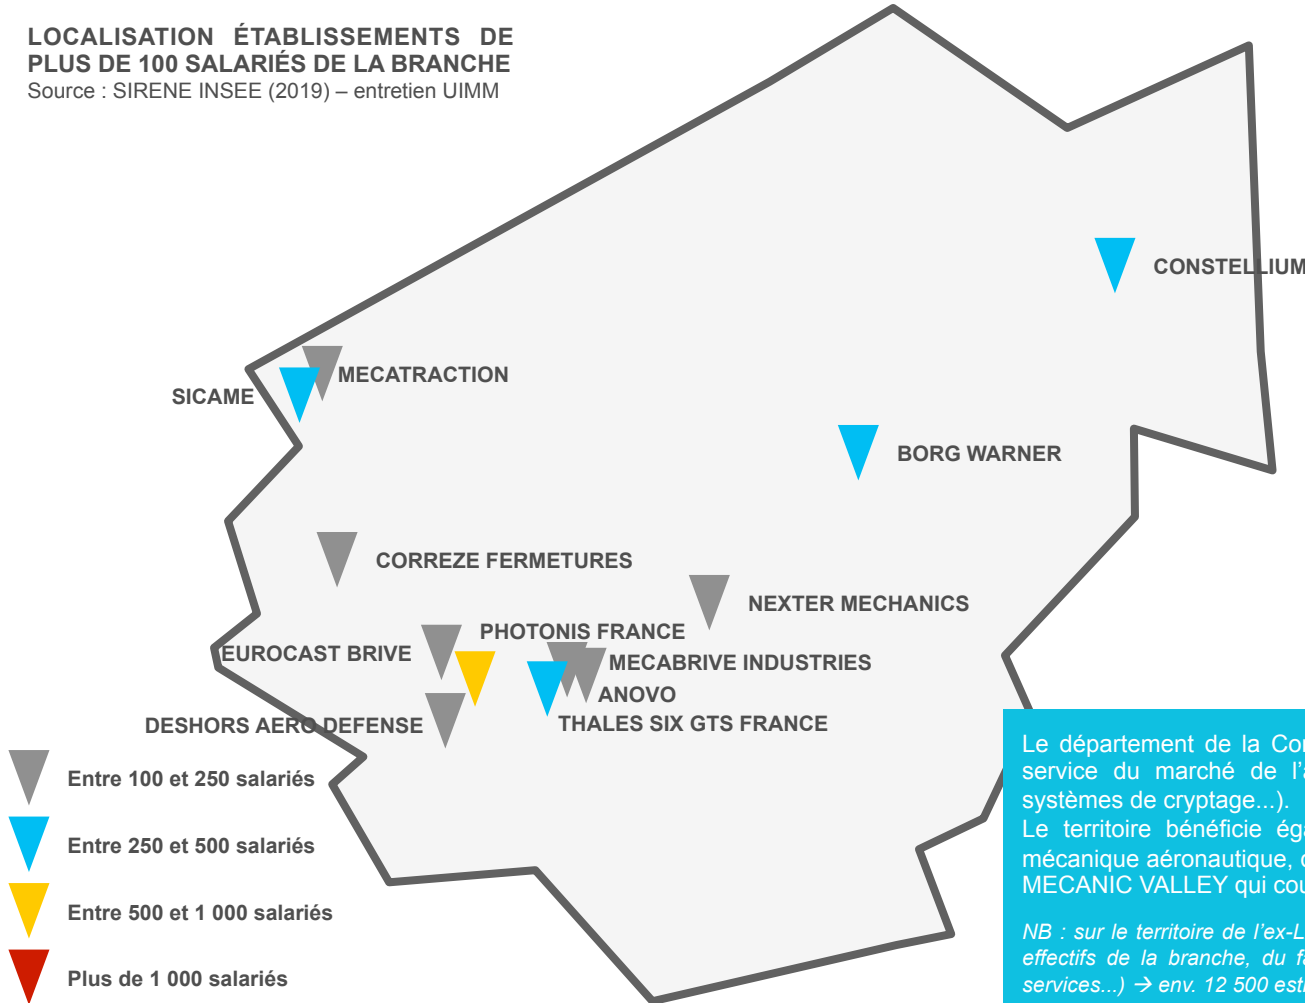 LOCALISATION ÉTABLISSEMENTS DE
PLUS DE 100 SALARIÉS DE LA BRANCHE
Source : SIRENE INSEE (2019) – entretien UIMM
CONSTELLIUM
MECATRACTION
SICAME
BORG WARNER
CORREZE FERMETURES
NEXTER MECHANICS
PHOTONIS FRANCE
EUROCAST BRIVE
MECABRIVE INDUSTRIES
ANOVO
DESHORS AERO DEFENSE
THALES SIX GTS FRANCE
Entre 100 et 250 salariés
Entre 250 et 500 salariés
Entre 500 et 1 000 salariés
Plus de 1 000 salariés
Le département de la
service du marché de
systèmes de cryptage...).
Le territoire bénéficie
mécanique aéronautique,
MECANIC VALLEY qui
NB : sur le territoire de
effectifs de la branche, du
services...) → env. 12 500